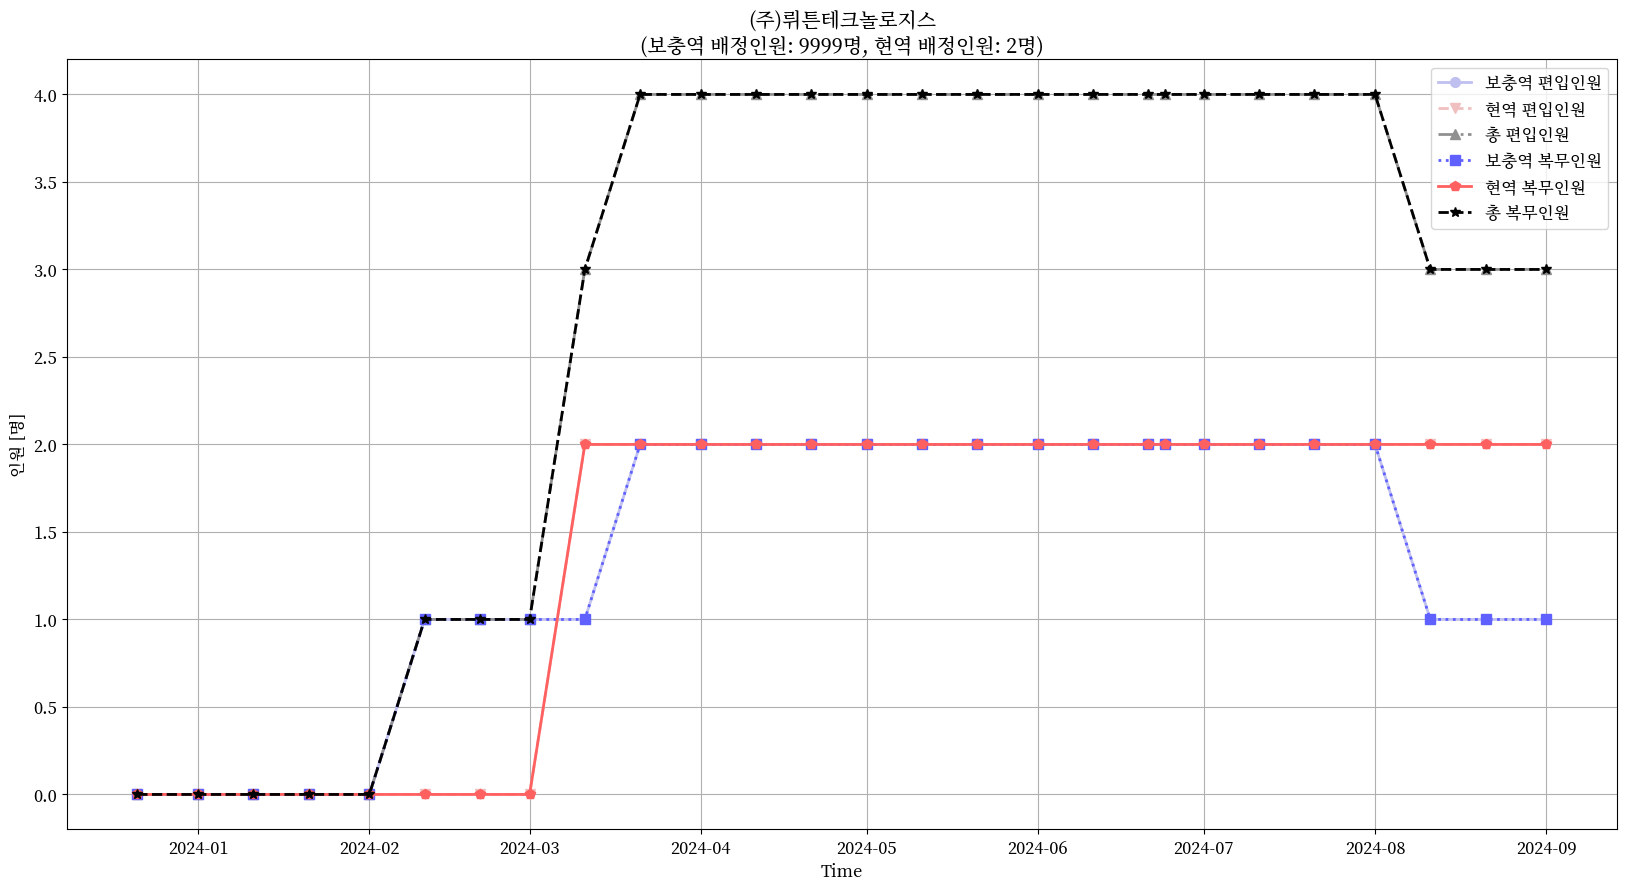 (주)뤼튼테크놀로지스
(보충역 배정인원: 9999명, 현역 배정인원: 2명)
보충역 편입인원
현역 편입인원
총 편입인원
보충역 복무인원
현역 복무인원
총 복무인원
인원 [명]
4.0
3.5
3.0
2.5
2.0
1.5
1.0
0.5
0.0
2024-01 2024-02 2024-03 2024-04 2024-05 2024-06 2024-07 2024-08 2024-09
Time